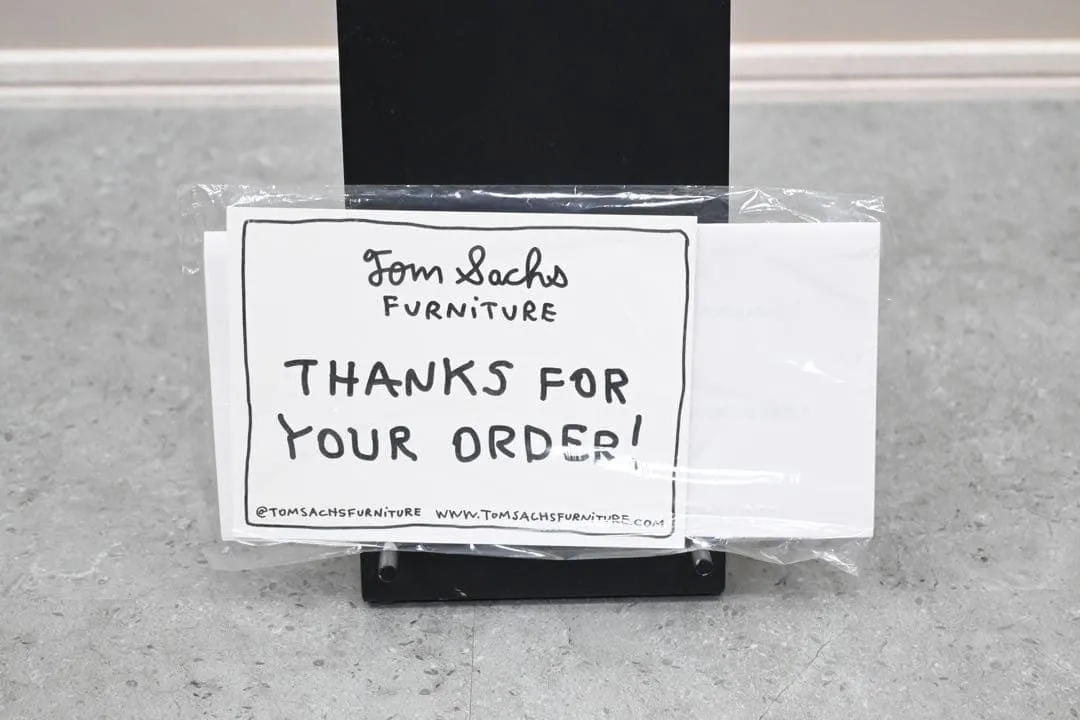 Tom Sachs
FURNiTURE
THANKS FOR
YOUR ORDER!
@TOMSACHSFURNiTURE WWW.TOMSACHSFURNiTURE.COM